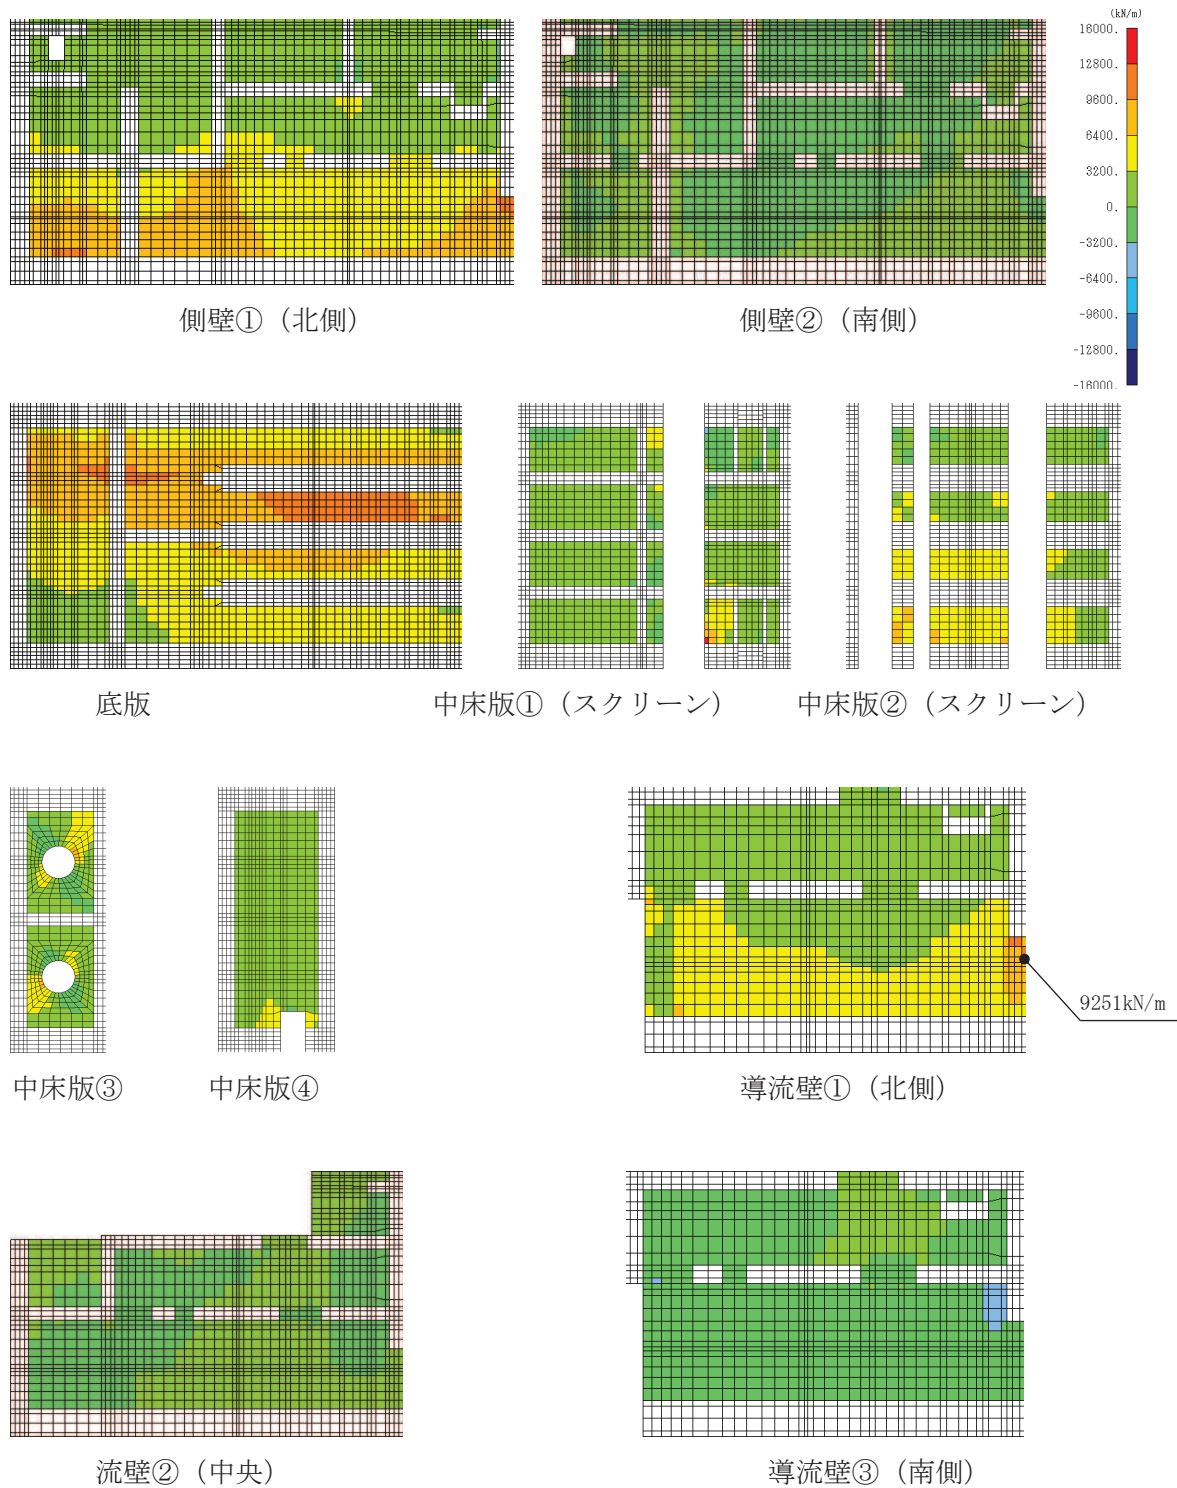 (kN/m)
16000.
12800.
9600.
6400.
3200.
0.
-3200.
-6400.
-9600.
-12800.
-16000.
側壁①（北側）
側壁②（南側）
底版
中床版①（スクリーン）
中床版②（スクリーン）
9251kN/m
中床版③
中床版④
導流壁①（北側）
流壁②（中央）
導流壁③（南側）